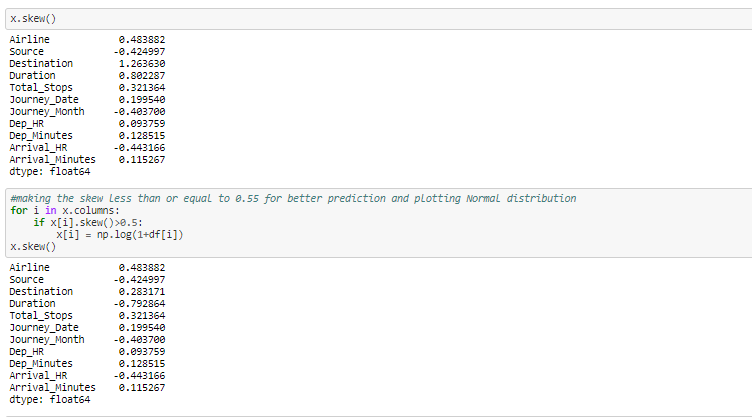 x.skew()
Airline 0.483882
Source -0.424997
Destination 1.263630
Duration 0.802287
Total_Stops 0.321364
Journey_Date 0.199540
Journey_Month -0.403700
Dep_HR 0.093759
Dep_Minutes 0.128515
Arrival_HR -0.443166
Arrival_Minutes 0.115267
dtype: float64
#making the skew less than or equal to 0.55 for better prediction and plotting Normal distribution
for i in x.columns:
    if x[i].skew()>0.5:
        x[i] = np.log(1+df[i])
x.skew()
Airline 0.483882
Source -0.424997
Destination 0.283171
Duration -0.792864
Total_Stops 0.321364
Journey_Date 0.199540
Journey_Month -0.403700
Dep_HR 0.093759
Dep_Minutes 0.128515
Arrival_HR -0.443166
Arrival_Minutes 0.115267
dtype: float64